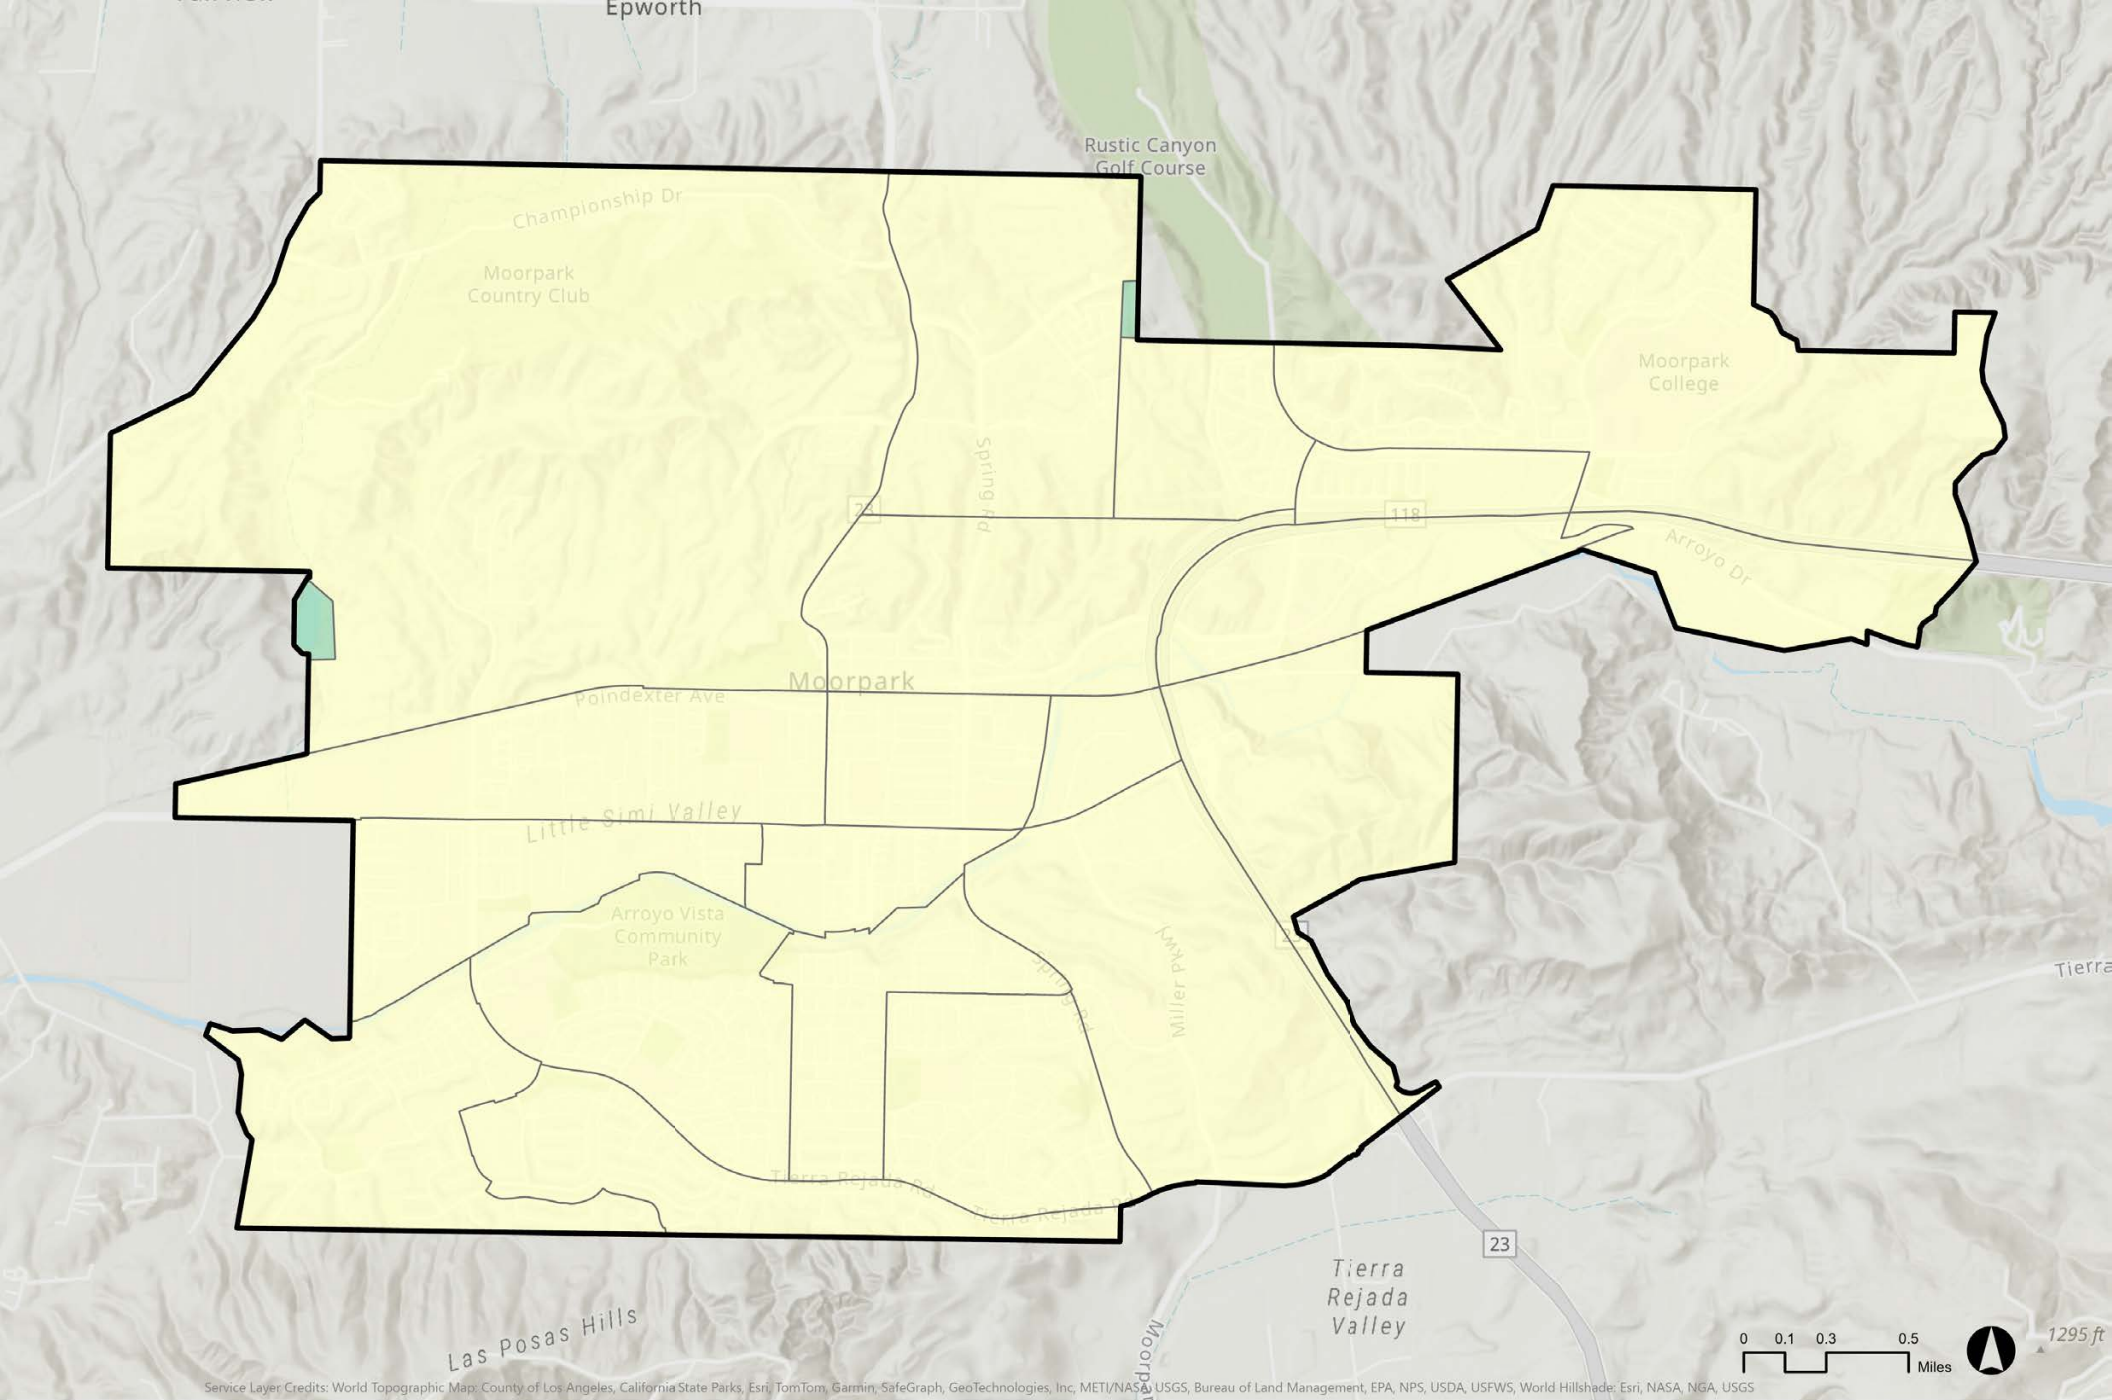 Epworth
Rustic Canyon
Golf Course
Championship Dr
Moorpark
Country Club
Moorpark
College
Spring Rd
23
118
Arroyo Dr
Moorpark
Poindexter Ave
Little Simi Valley
Arroyo Vista
Community
Park
Spring Rd
Miller Pkwy
23
Tierra
Tierra Rejada Rd
Tierra Rejada Rd
23
Tierra
Rejada
Valley
Las Posas Hills
Moorpar
0 0.1 0.3 0.5
Miles
1295 ft
Service Layer Credits: World Topographic Map: County of Los Angeles, California State Parks, Esri, TomTom, Garmin, SafeGraph, GeoTechnologies, Inc, METI/NASA, USGS, Bureau of Land Management, EPA, NPS, USDA, USFWS, World Hillshade: Esri, NASA, NGA, USGS